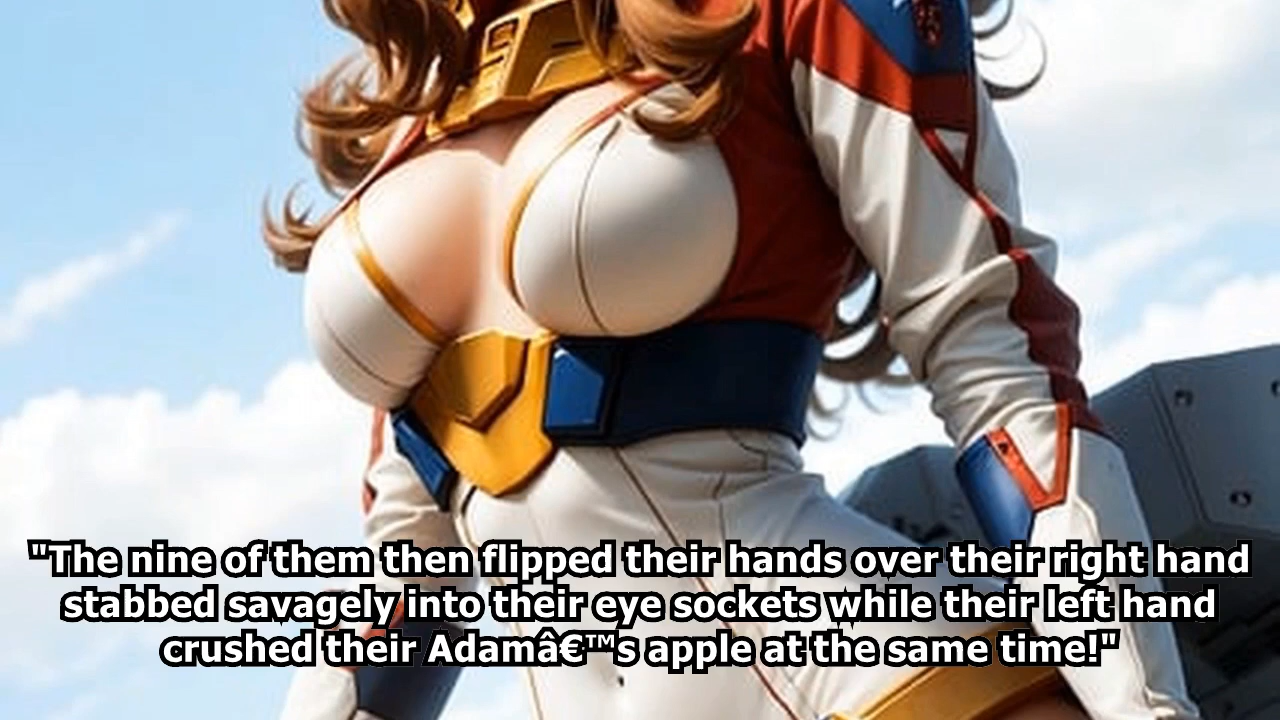 "The nine of them then flipped their hands over their right hand
stabbed savagely into their eye sockets while their left hand
crushed their Adamâ€™s apple at the same time!"